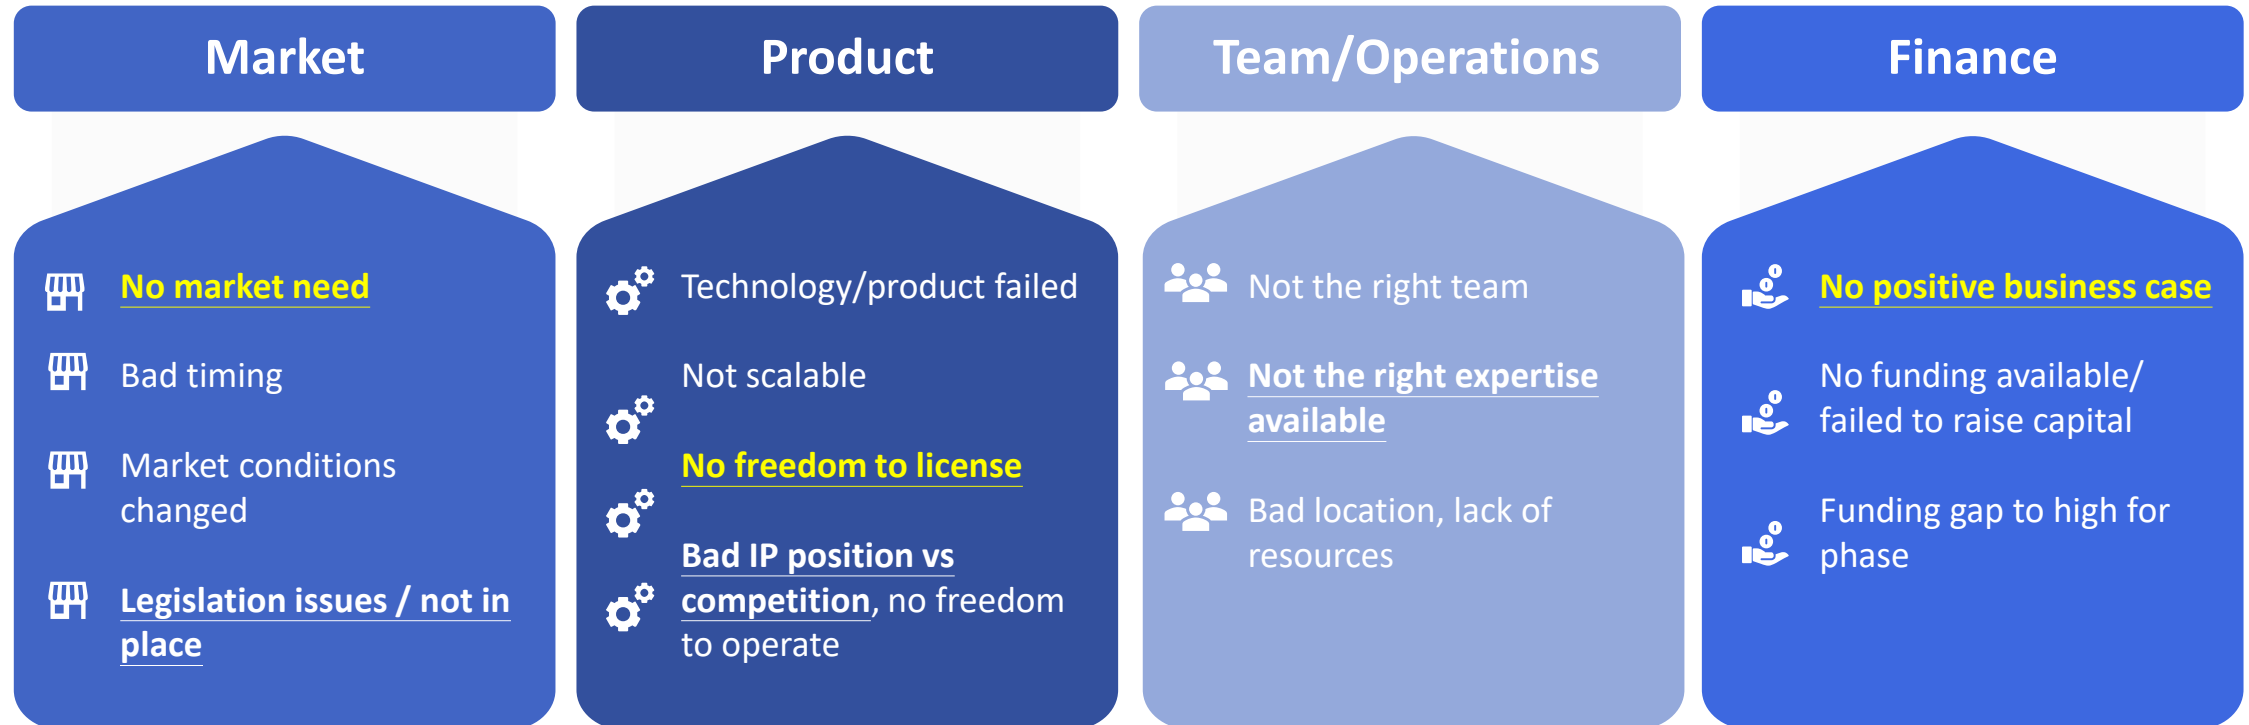 Market
No market need
Bad timing
Market conditions
changed
Legislation issues / not in
place
Product
Technology/product failed
Not scalable
No freedom to license
Bad IP position vs
competition, no freedom
to operate
Team/Operations
Not the right team
Not the right expertise
available
Bad location, lack of
resources
Finance
No positive business case
No funding available/
failed to raise capital
Funding gap to high for
phase